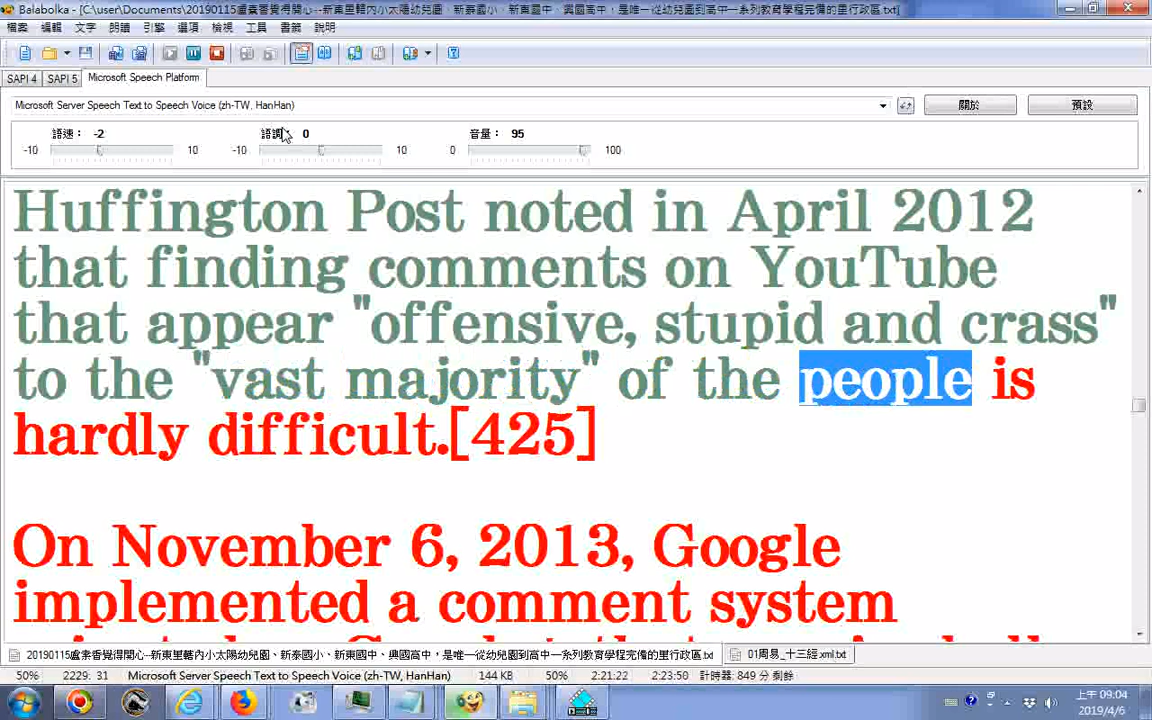 Balabolka - [C:\user\Documents\20190115盧素香覺得開心--新東里轄內小太陽幼兒園、新泰國小、新東國中、興國高中，是唯一從幼兒園到高中一系列教育學程完備的里行政區.txt]
檔案 編輯 文字 朗讀 引擎 檢視 選項 工具 書籤 說明
SAPI 4 SAPI 5 Microsoft Speech Platform
Microsoft Server Speech Text to Speech Voice (zh-TW, HanHan) 關於 預設
語速： -2 語調： 0 音量： 95
-10 10 -10 10 0 100
Huffington Post noted in April 2012
that finding comments on YouTube
that appear "offensive, stupid and crass"
to the "vast majority" of the people is
hardly difficult.[425]
On November 6, 2013, Google
implemented a comment system
20190115盧素香覺得開心--新東里轄內小太陽幼兒園、新泰國小、新東國中、興國高中，是唯一從幼兒園到高中一系列教育學程完備的里行政區.txt 01周易_十三經.xml.txt
50% 2229: 31 Microsoft Server Speech Text to Speech Voice (zh-TW, HanHan) 144 KB 50% 2:21:22 2:23:50 計時器: 849 分 剩餘
上午 09:04
2019/4/6